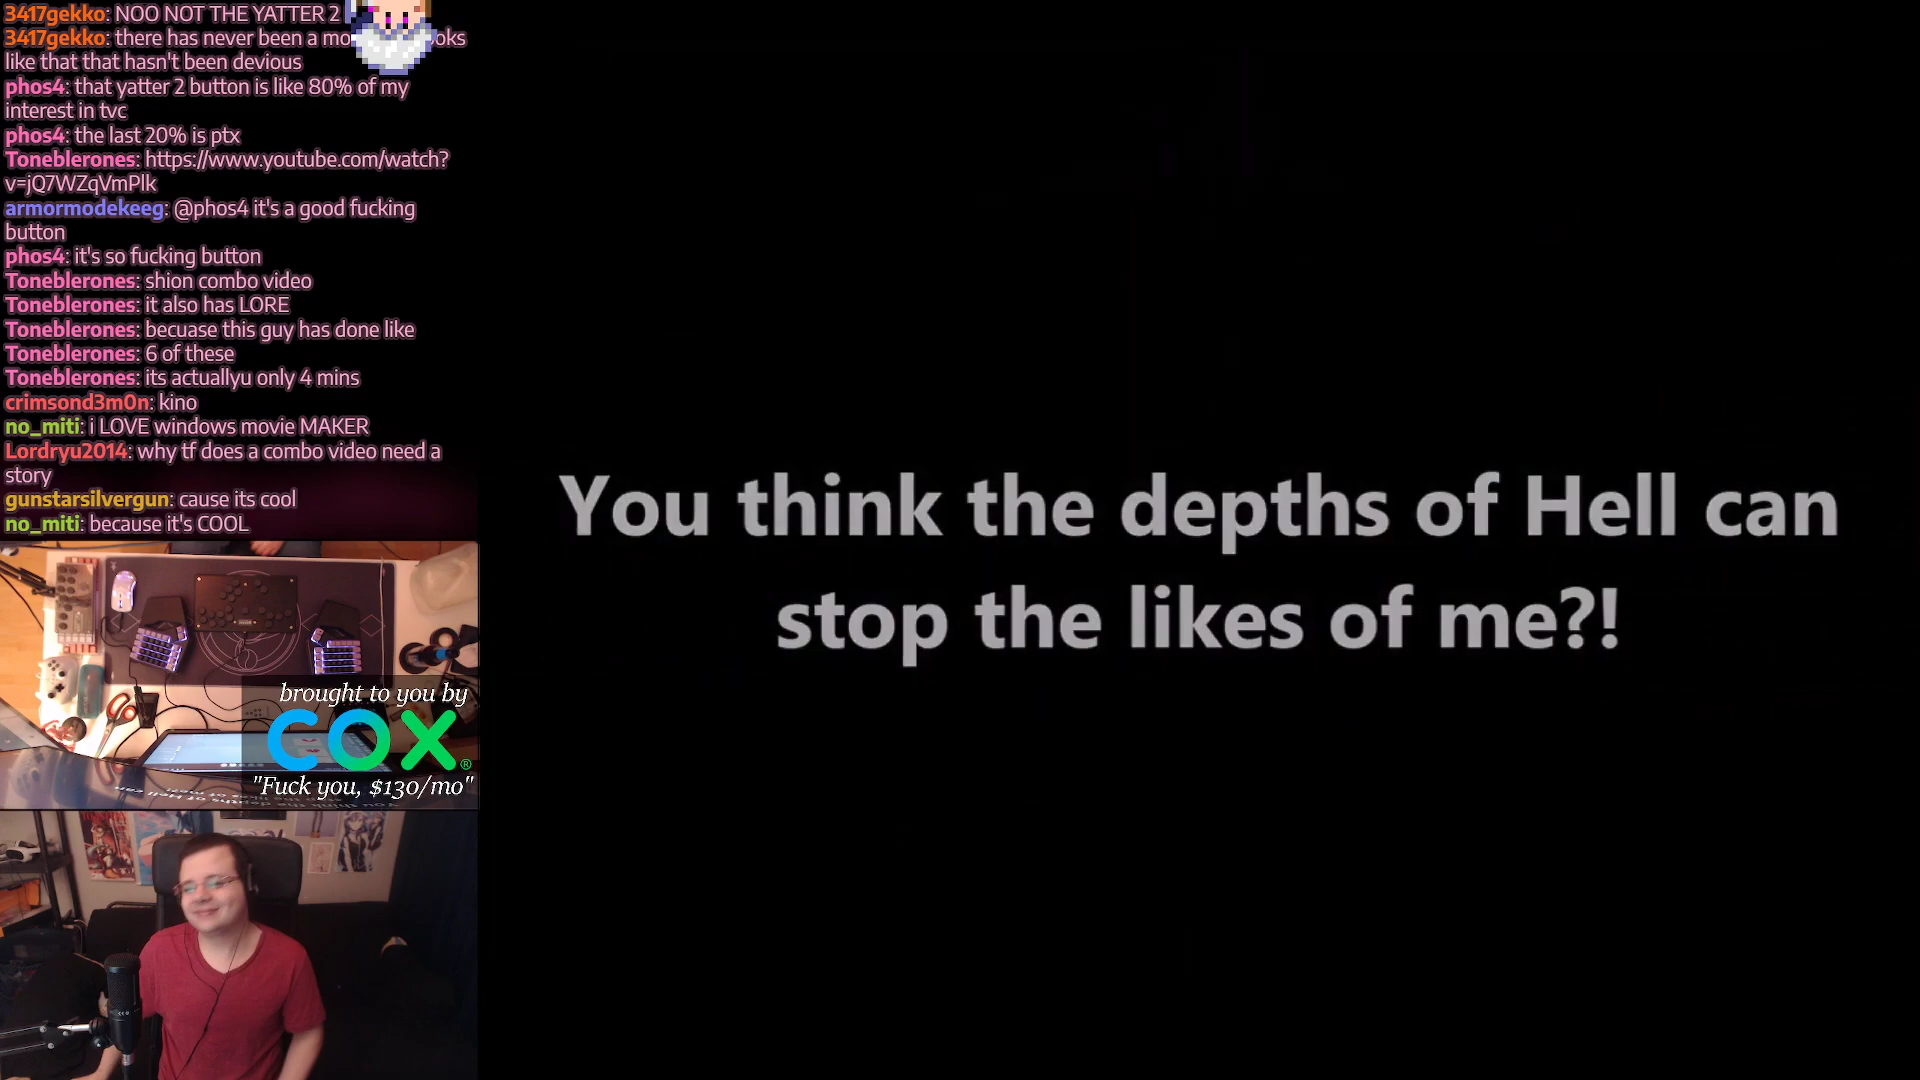 3417gekko: NOO NOT THE YATTER 2
3417gekko: there has never been a mo
like that that hasn't been devious
phos4: that yatter 2 button is like 80% of my
interest in tvc
phos4: the last 20% is ptx
Toneblerones: https://www.youtube.com/watch?
v=jQ7WZqVmPlk
armormodekeeg: @phos4 it's a good fucking
button
phos4: it's so fucking button
Toneblerones: shion combo video
Toneblerones: it also has LORE
Toneblerones: becuase this guy has done like
Toneblerones: 6 of these
Toneblerones: its actuallyu only 4 mins
crimsond3m0n: kino
no_miti: i LOVE windows movie MAKER
Lordryu2014: why tf does a combo video need a
story
gunstarsilvergun: cause its cool
no_miti: because it's COOL
You think the depths of Hell can
stop the likes of me?!
brought to you by
COX®
"Fuck you, $130/mo"